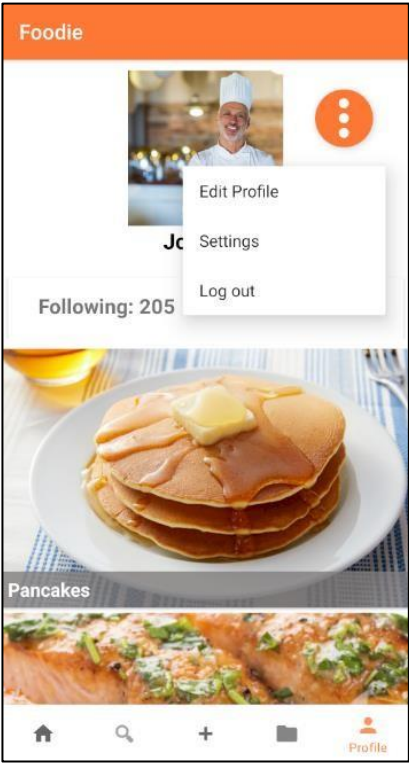 Foodie
Edit Profile
Settings
Log out
Following: 205
Pancakes
Profile